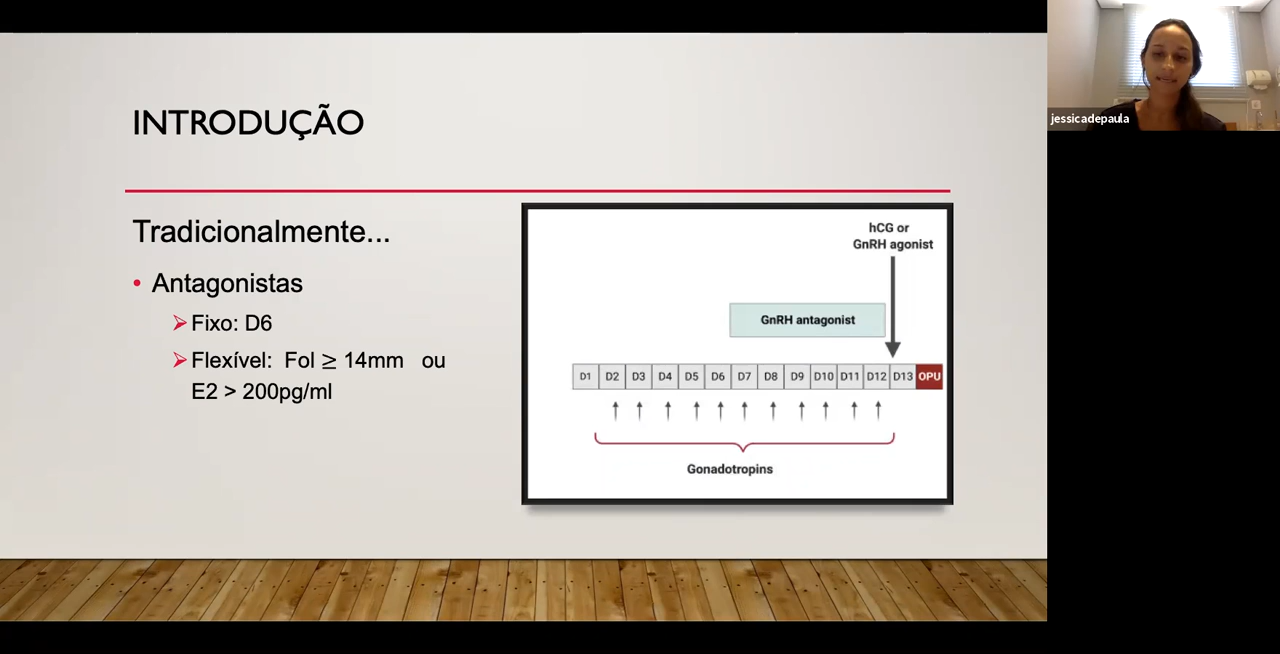 INTRODUÇÃO
Tradicionalmente...
• Antagonistas
➢Fixo: D6
➢Flexível: Fol ≥ 14mm ou
E2 > 200pg/ml
hCG or
GnRH agonist
GnRH antagonist
D1 D2 D3 D4 D5 D6 D7 D8 D9 D10 D11 D12 D13 OPU
Gonadotropins
jessicadepaula